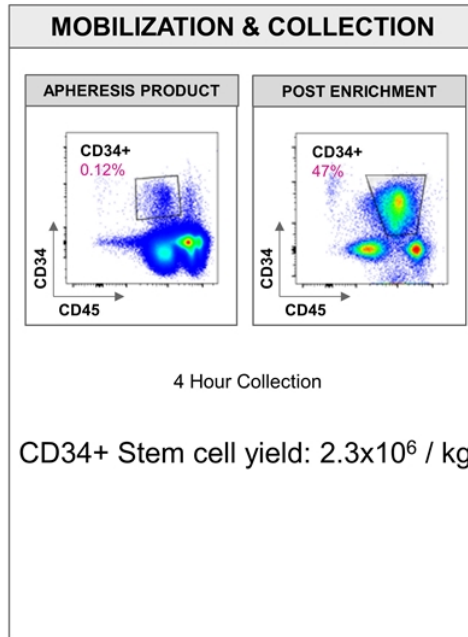 MOBILIZATION & COLLECTION
APHERESIS PRODUCT
CD34+
0.12%
CD34
CD45
POST ENRICHMENT
CD34+
47%
CD34
CD45
4 Hour Collection
CD34+ Stem cell yield: 2.3x10⁶ / kg